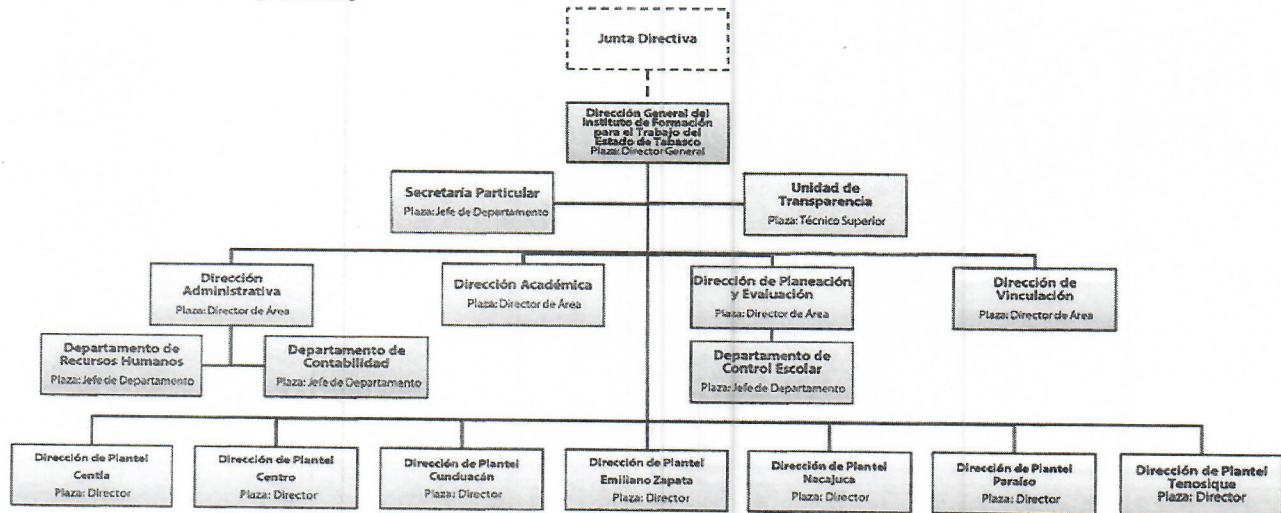 Junta Directiva
Dirección General del
Instituto de Formación
para el Trabajo del
Estado de Tabasco
Plaza: Director General
Secretaría Particular
Plaza: Jefe de Departamento
Unidad de
Transparencia
Plaza: Técnico Superior
Dirección
Administrativa
Plaza: Director de Área
Dirección Académica
Plaza: Director de Área
Dirección de Planeación
y Evaluación
Plaza: Director de Área
Dirección de
Vinculación
Plaza: Director de Área
Departamento de
Recursos Humanos
Plaza: Jefe de Departamento
Departamento de
Contabilidad
Plaza: Jefe de Departamento
Departamento de
Control Escolar
Plaza: Jefe de Departamento
Dirección de Plantel
Centla
Plaza: Director
Dirección de Plantel
Centro
Plaza: Director
Dirección de Plantel
Cunduacán
Plaza: Director
Dirección de Plantel
Emiliano Zapata
Plaza: Director
Dirección de Plantel
Nacajuca
Plaza: Director
Dirección de Plantel
Paraíso
Plaza: Director
Dirección de Plantel
Tenosique
Plaza: Director